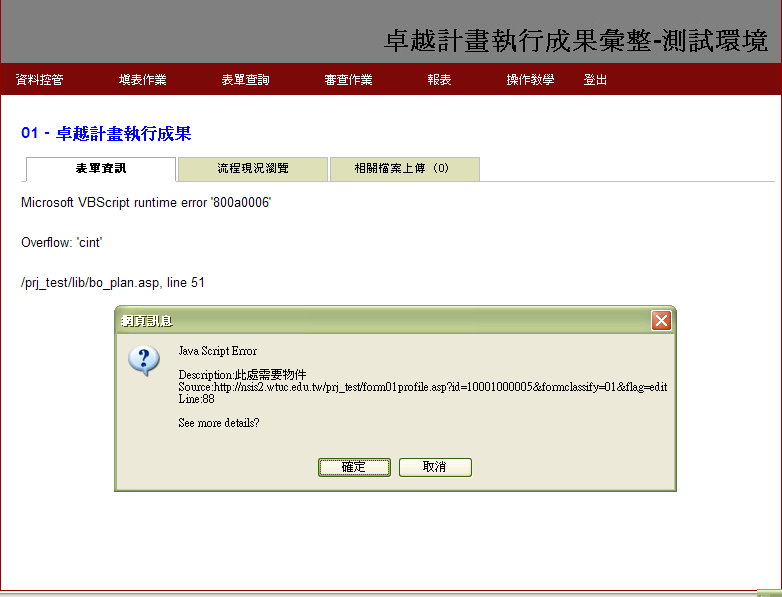 卓越計畫執行成果彙整-測試環境
資料控管 填表作業 表單查詢 審查作業 報表 操作教學 登出
01 - 卓越計畫執行成果
表單資訊 流程現況瀏覽 相關檔案上傳（0）
Microsoft VBScript runtime error '800a0006'
Overflow: 'cint'
/prj_test/lib/bo_plan.asp, line 51
網頁訊息
Java Script Error
Description:此處需要物件
Source:http://nsis2.wtuc.edu.tw/prj_test/form01profile.asp?id=10001000005&formclassify=01&flag=edit
Line:88
See more details?
確定 取消